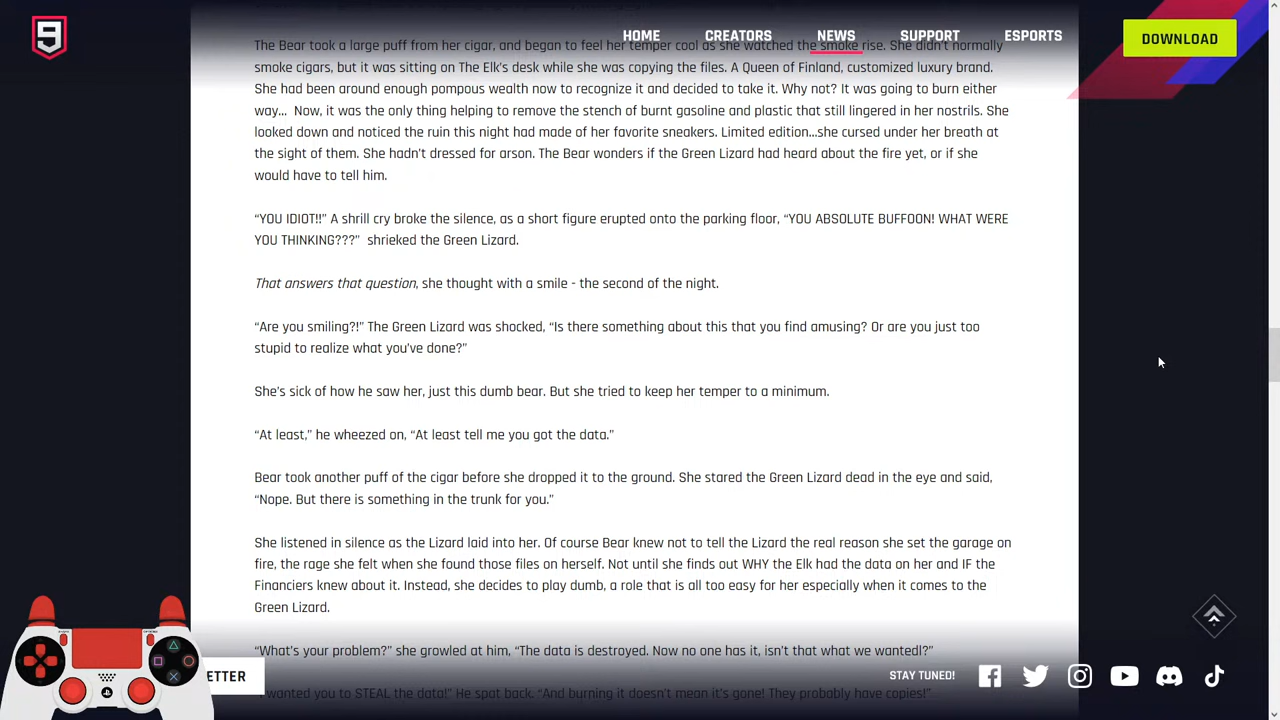 HOME
CREATORS
NEWS
SUPPORT
ESPORTS
DOWNLOAD
The Bear took a large puff from her cigar, and began to feel her temper cool as she watched the smoke rise. She didn't normally
smoke cigars, but it was sitting on The Elk's desk while she was copying the files. A Queen of Finland, customized luxury brand.
She had been around enough pompous wealth now to recognize it and decided to take it. Why not? It was going to burn either
way… Now, it was the only thing helping to remove the stench of burnt gasoline and plastic that still lingered in her nostrils. She
looked down and noticed the ruin this night had made of her favorite sneakers. Limited edition…she cursed under her breath at
the sight of them. She hadn't dressed for arson. The Bear wonders if the Green Lizard had heard about the fire yet, or if she
would have to tell him.
“YOU IDIOT!!” A shrill cry broke the silence, as a short figure erupted onto the parking floor, “YOU ABSOLUTE BUFFOON! WHAT WERE
YOU THINKING???” shrieked the Green Lizard.
That answers that question, she thought with a smile - the second of the night.
“Are you smiling?!” The Green Lizard was shocked, “Is there something about this that you find amusing? Or are you just too
stupid to realize what you've done?”
She's sick of how he saw her, just this dumb bear. But she tried to keep her temper to a minimum.
“At least,” he wheezed on, “At least tell me you got the data.”
Bear took another puff of the cigar before she dropped it to the ground. She stared the Green Lizard dead in the eye and said,
“Nope. But there is something in the trunk for you.”
She listened in silence as the Lizard laid into her. Of course Bear knew not to tell the Lizard the real reason she set the garage on
fire, the rage she felt when she found those files on herself. Not until she finds out WHY the Elk had the data on her and IF the
Financiers knew about it. Instead, she decides to play dumb, a role that is all too easy for her especially when it comes to the
Green Lizard.
“What's your problem?” she growled at him, “The data is destroyed. Now no one has it, isn't that what we wanted!?”
wanted you to STEAL the data!” He spat back. “And burning it doesn't mean it's gone! They probably have copies!”
ETTER
STAY TUNED!